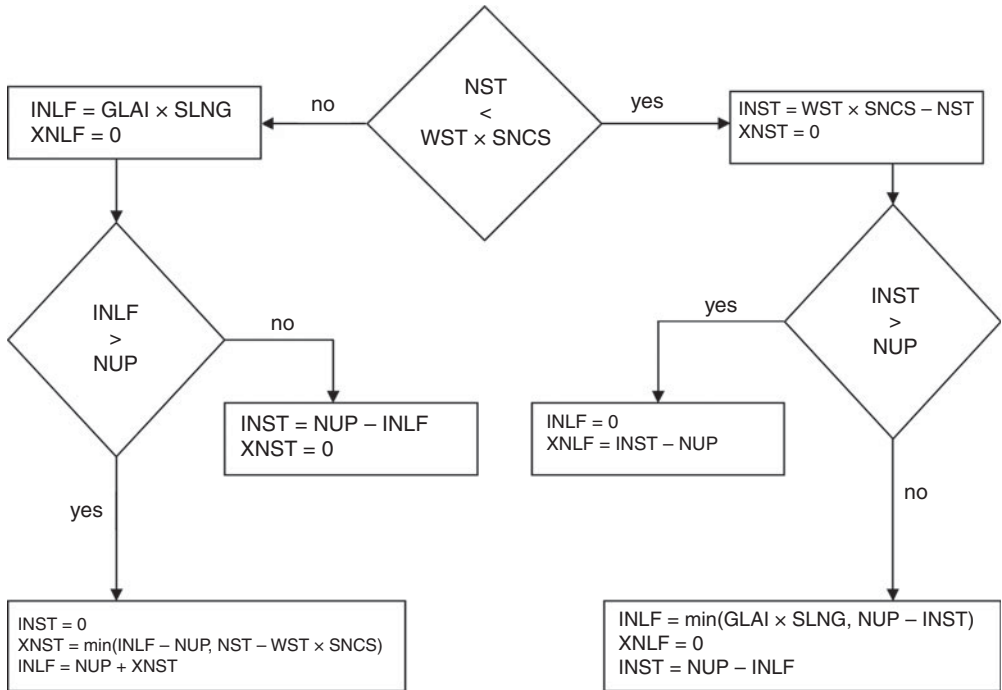 NST
<
WST × SNCS
no
yes
INLF = GLAI × SLNG
XNLF = 0
INST = WST × SNCS – NST
XNST = 0
INLF
>
NUP
no
yes
INST
>
NUP
yes
no
INST = NUP – INLF
XNST = 0
INLF = 0
XNLF = INST – NUP
INST = 0
XNST = min(INLF – NUP, NST – WST × SNCS)
INLF = NUP + XNST
INLF = min(GLAI × SLNG, NUP – INST)
XNLF = 0
INST = NUP – INLF